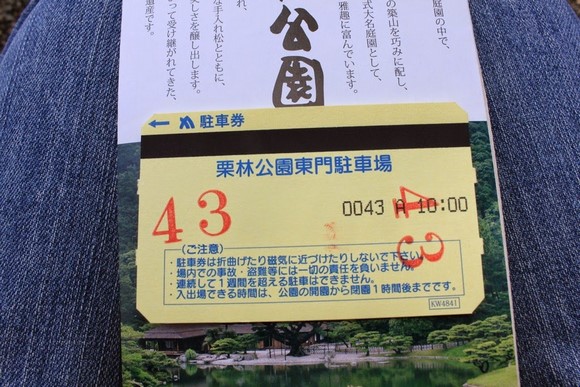 庭園の中で、
の築山を巧みに配し、
式大名庭園として、
雅趣に富んでいます。
公園
れ、
な手入れ松とともに、
しさを醸し出します。
って受け継がれてきた、
遺産です。
← 駐車券
栗林公園東門駐車場
43
0043 A 10:00
43
(ご注意)
・駐車券は折曲げたり磁気に近づけたりしないで下さい。
・場内での事故・盗難等には一切の責任を負いません。
・連続して1週間を超える駐車はできません。
・入出場できる時間は、公園の開園から閉園1時間後までです。
KW4841